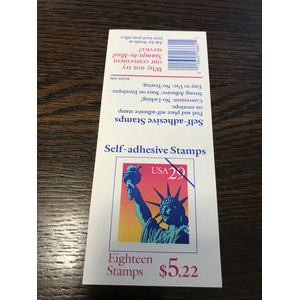 Self-adhesive Stamps
USA 29
Eighteen
Stamps $5.22
Self-adhesive Stamps
Peel and place self-adhesive stamp
on envelope.
Convenient: No Licking!
Strong Adhesive: Stays on Envelopes.
Easy to Use: No Tearing.
Why not try
our convenient
Stamps-by-Mail
service?
Ask for details at
your local post office.